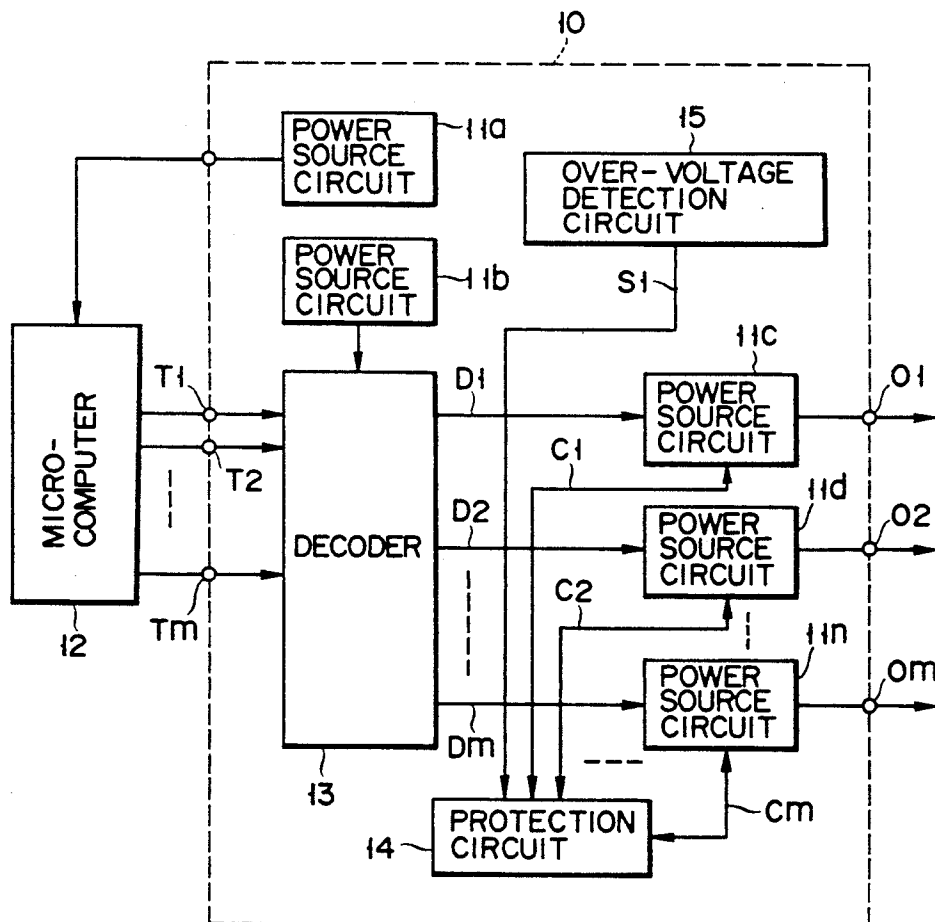 10
POWER
SOURCE
CIRCUIT
11a
15
OVER-VOLTAGE
DETECTION
CIRCUIT
POWER
SOURCE
CIRCUIT
11b
S1
MICRO-
COMPUTER
12
T1
T2
Tm
DECODER
13
D1
D2
Dm
11c
POWER
SOURCE
CIRCUIT
O1
C1
11d
POWER
SOURCE
CIRCUIT
O2
C2
11n
POWER
SOURCE
CIRCUIT
Om
Cm
14
PROTECTION
CIRCUIT